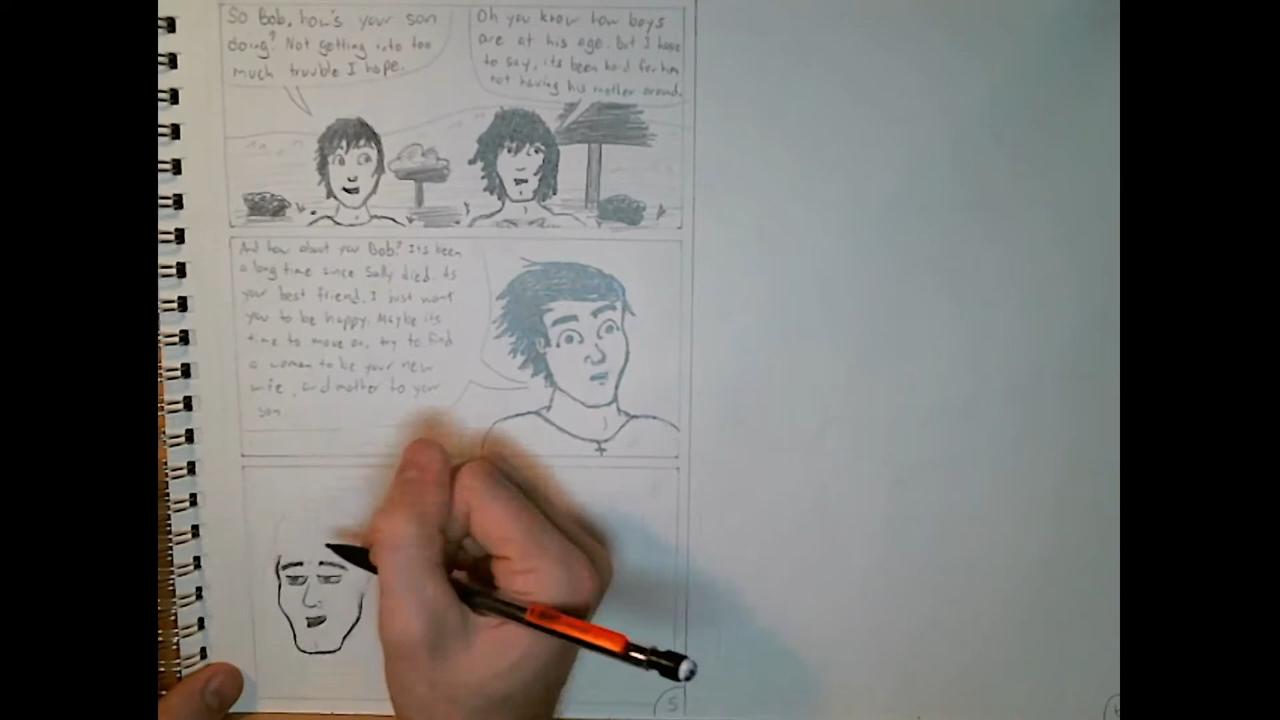 So Bob, how's your son
doing? Not getting into too
much trouble I hope.
Oh you know how boys
are at his age. But I have
to say, its been hard for him
not having his mother around.
And how about you Bob? Its been
a long time since Sally died. As
your best friend, I just want
you to be happy. Maybe its
time to move on, try to find
a woman to be your new
wife, and mother to your
son.
5